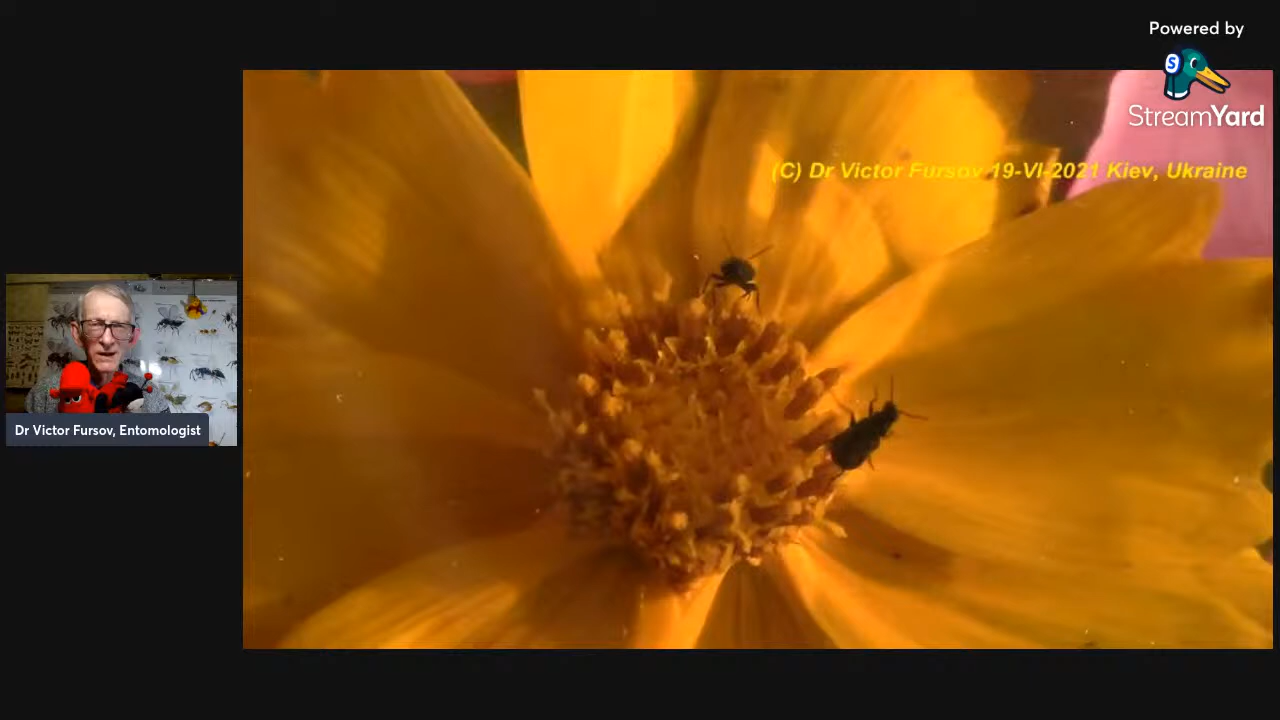 Powered by
StreamYard
(C) Dr Victor Fursov 19-VI-2021 Kiev, Ukraine
Dr Victor Fursov, Entomologist